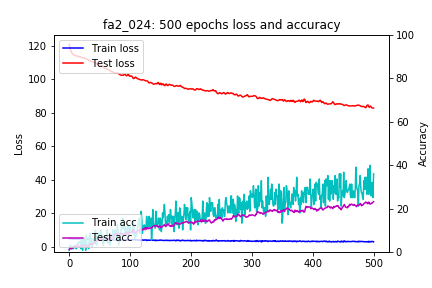 fa2_024: 500 epochs loss and accuracy
120
100
80
60
40
20
0
Loss
Train loss
Test loss
Train acc
Test acc
100
80
60
40
20
0
Accuracy
0
100
200
300
400
500